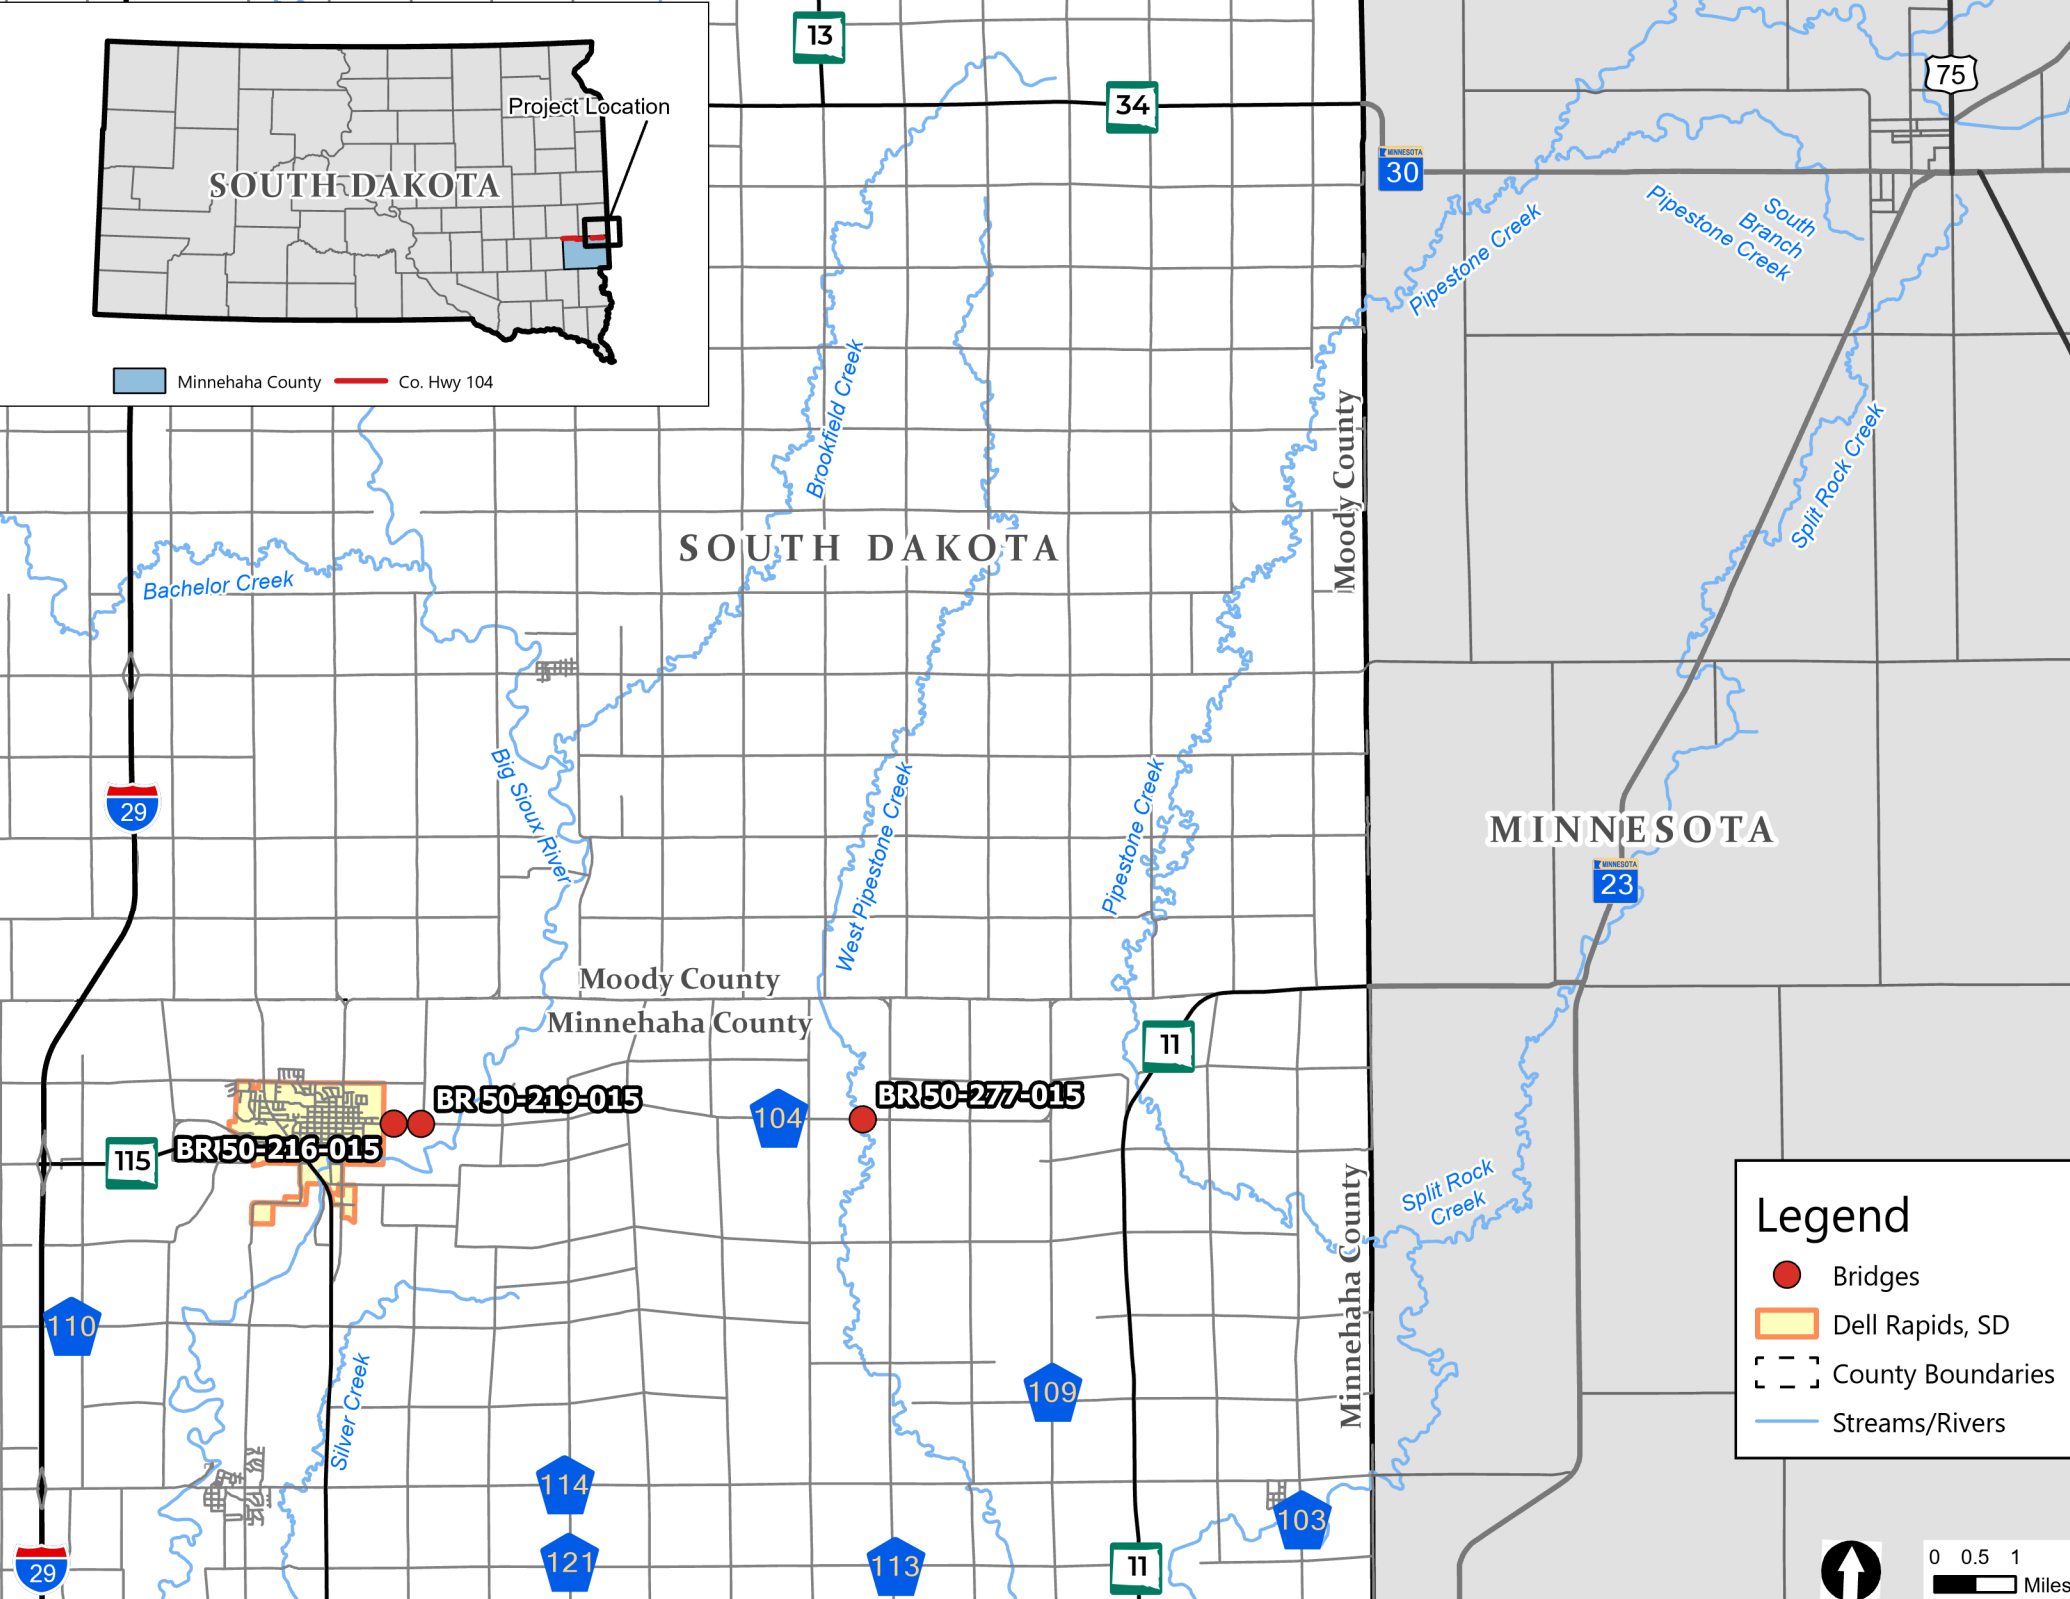 Project Location
SOUTH DAKOTA
Minnehaha County
Co. Hwy 104
13
34
75
MINNESOTA
30
Pipestone Creek
South
Branch
Pipestone Creek
Brookfield Creek
Moody County
Split Rock Creek
SOUTH DAKOTA
Bachelor Creek
29
Big Sioux River
West Pipestone Creek
Pipestone Creek
MINNESOTA
MINNESOTA
23
Moody County
Minnehaha County
11
BR 50-219-015
104
BR 50-277-015
115
BR 50-216-015
Split Rock
Creek
Minnehaha County
110
Silver Creek
109
114
103
121
113
11
29
Legend
Bridges
Dell Rapids, SD
County Boundaries
Streams/Rivers
0 0.5 1
Miles